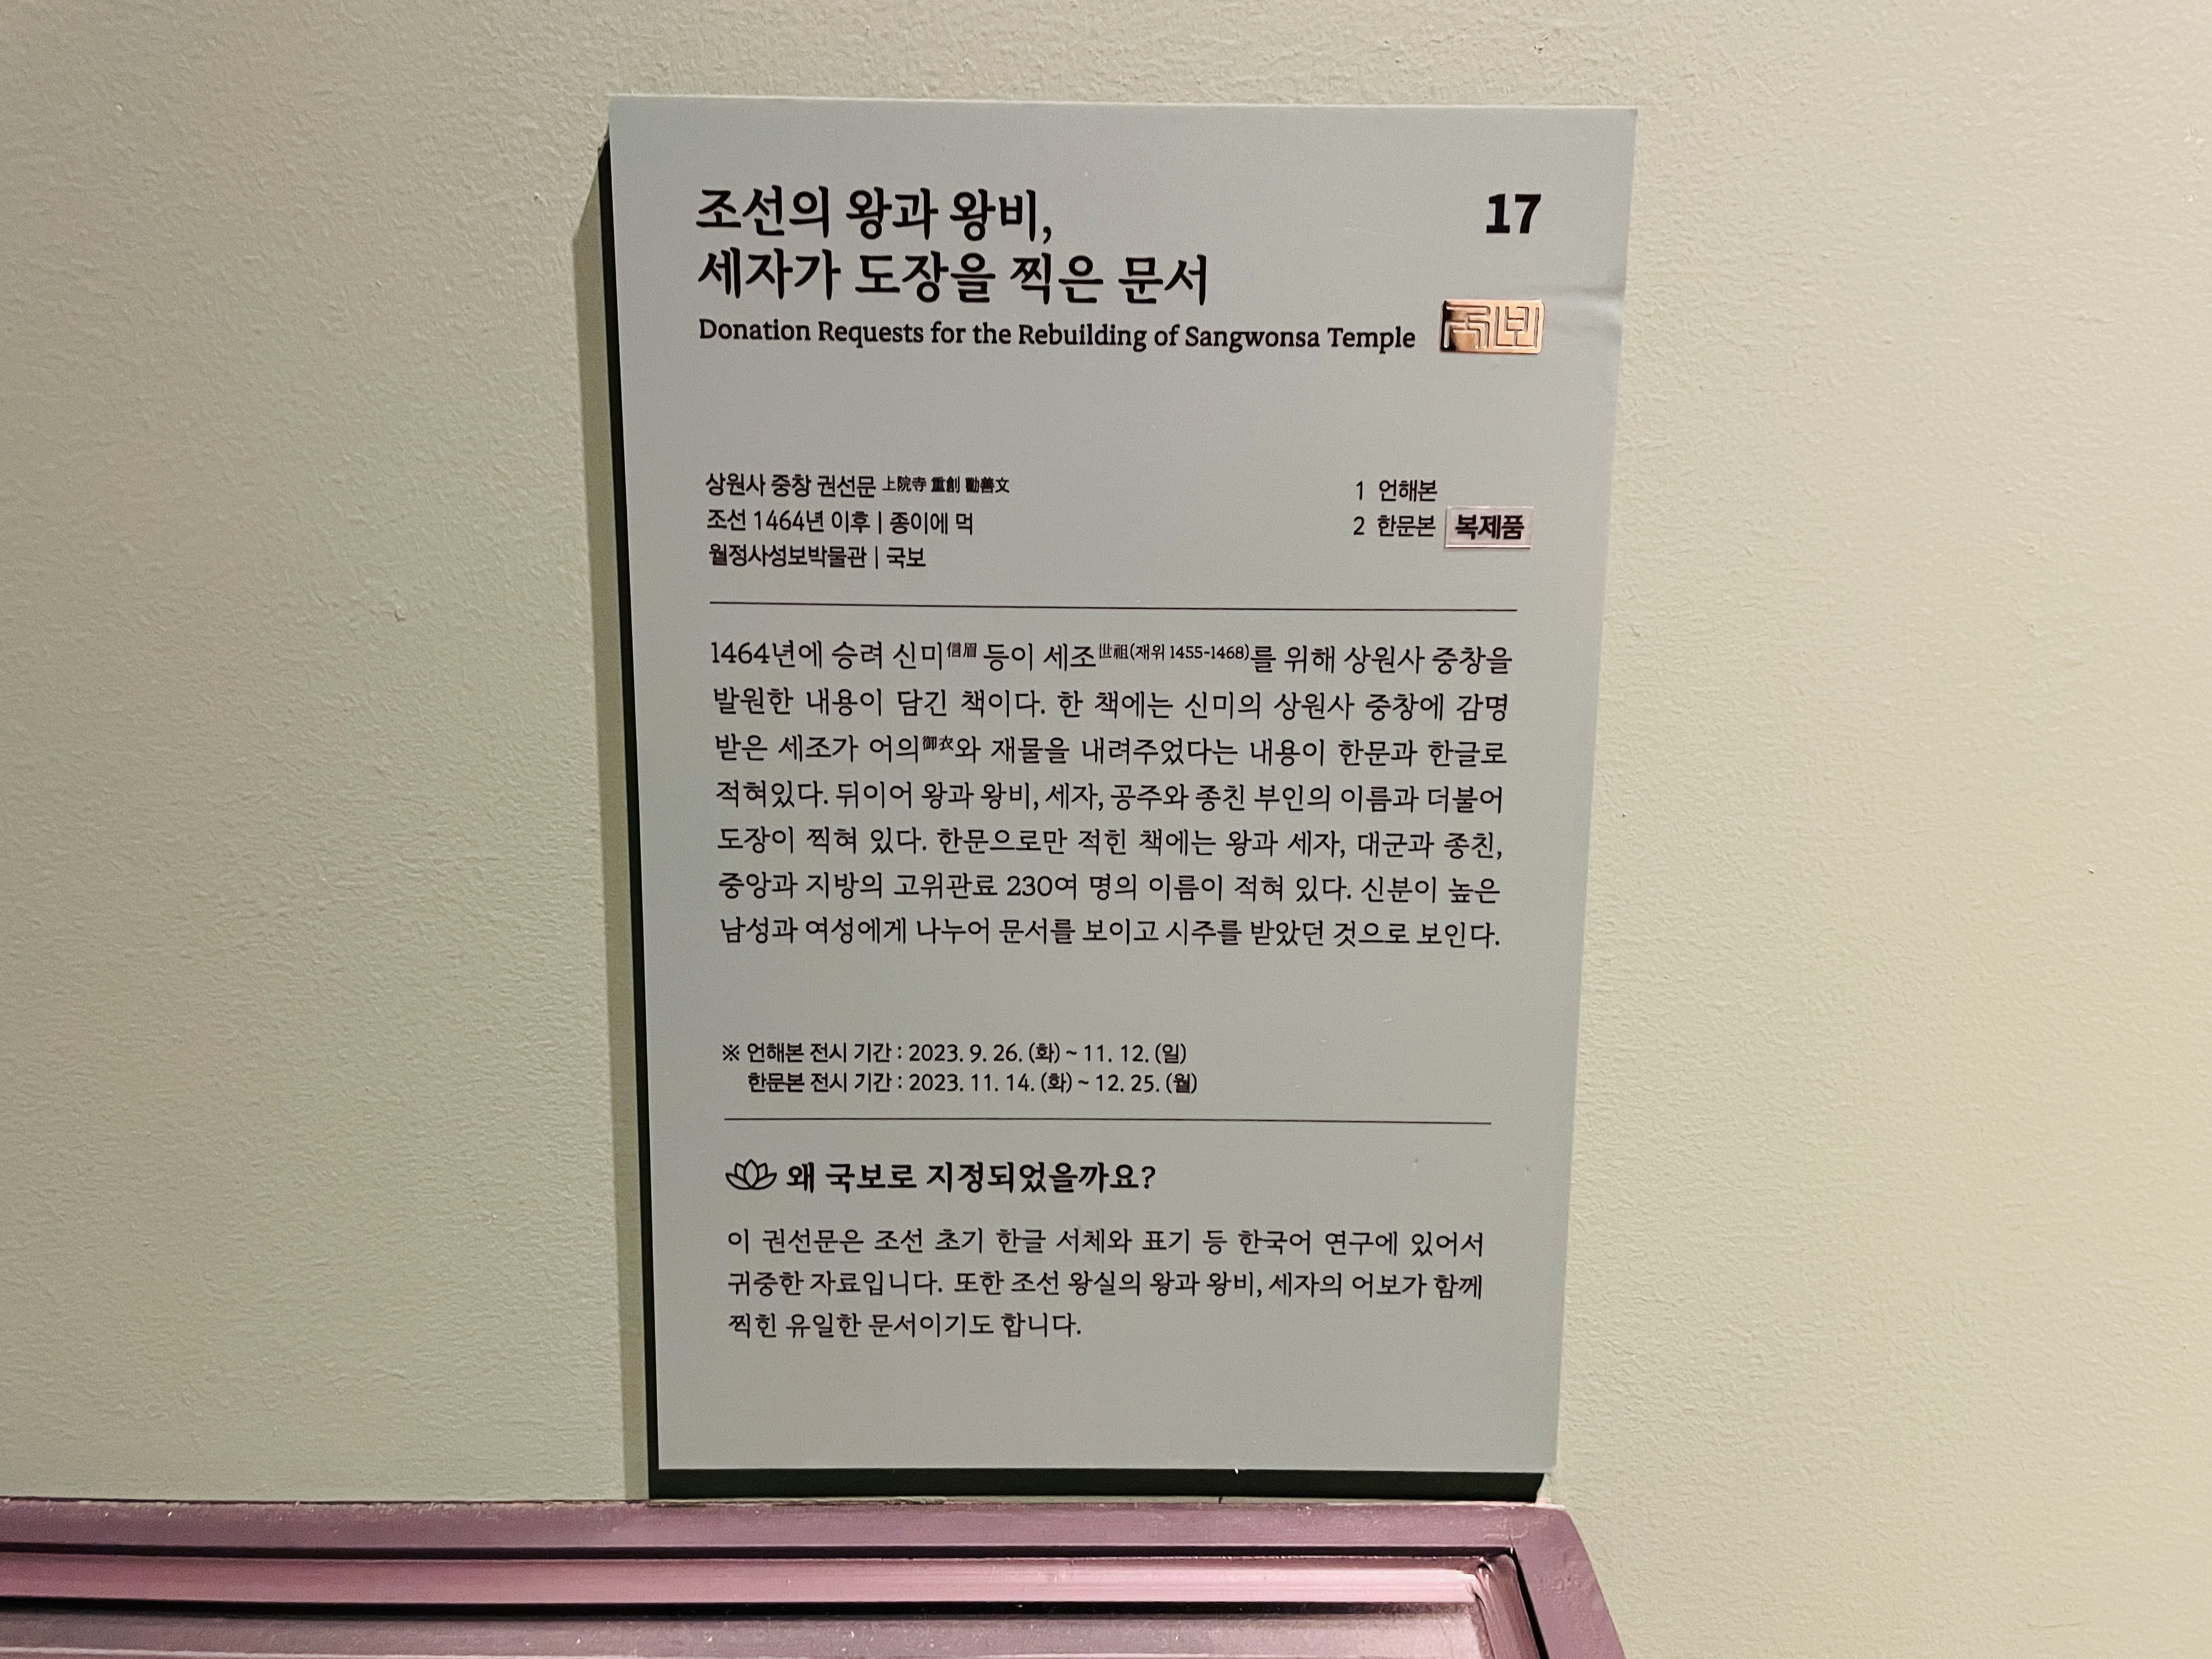 조선의 왕과 왕비,
세자가 도장을 찍은 문서
17
Donation Requests for the Rebuilding of Sangwonsa Temple
국보
상원사 중창 권선문 上院寺 重創 勸善文
조선 1464년 이후 | 종이에 먹
월정사성보박물관 | 국보
1 언해본
2 한문본 복제품
1464년에 승려 신미信眉 등이 세조世祖(재위 1455-1468)를 위해 상원사 중창을
발원한 내용이 담긴 책이다. 한 책에는 신미의 상원사 중창에 감명
받은 세조가 어의御衣와 재물을 내려주었다는 내용이 한문과 한글로
적혀있다. 뒤이어 왕과 왕비, 세자, 공주와 종친 부인의 이름과 더불어
도장이 찍혀 있다. 한문으로만 적힌 책에는 왕과 세자, 대군과 종친,
중앙과 지방의 고위관료 230여 명의 이름이 적혀 있다. 신분이 높은
남성과 여성에게 나누어 문서를 보이고 시주를 받았던 것으로 보인다.
※ 언해본 전시 기간 : 2023. 9. 26. (화) ~ 11. 12. (일)
한문본 전시 기간 : 2023. 11. 14. (화) ~ 12. 25. (월)
왜 국보로 지정되었을까요?
이 권선문은 조선 초기 한글 서체와 표기 등 한국어 연구에 있어서
귀중한 자료입니다. 또한 조선 왕실의 왕과 왕비, 세자의 어보가 함께
찍힌 유일한 문서이기도 합니다.